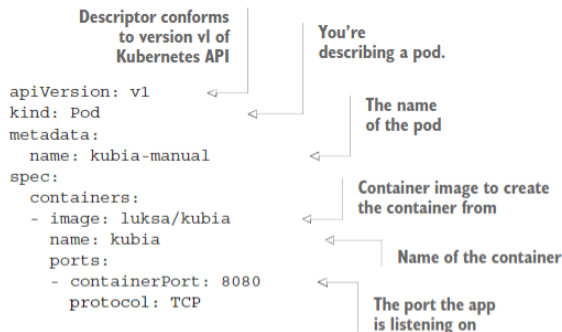 Descriptor conforms
to version v1 of
Kubernetes API
You're
describing a pod.
apiVersion: v1
kind: Pod
metadata:
  name: kubia-manual
The name
of the pod
spec:
  containers:
  - image: luksa/kubia
Container image to create
the container from
    name: kubia
Name of the container
    ports:
    - containerPort: 8080
      protocol: TCP
The port the app
is listening on